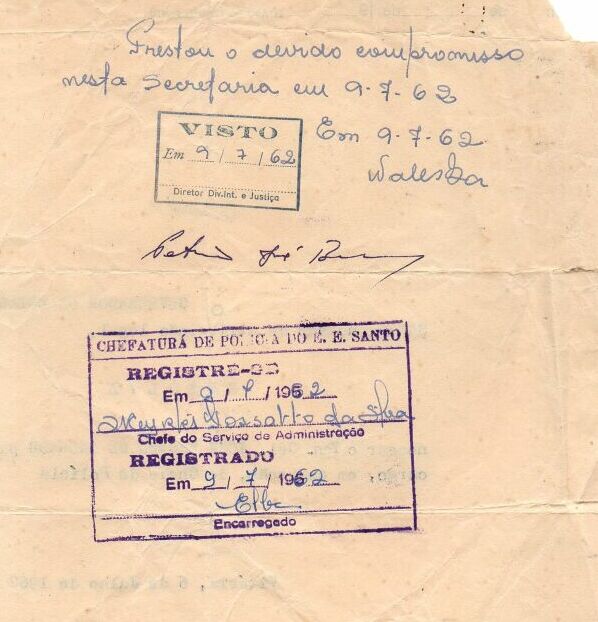 Prestou o devido compromisso
nesta Secretaria em 9-7-62
Em 9-7-62
Waleska
VISTO
Em 9 / 7 / 62
Diretor Div. Int. e Justiça
CHEFATURA DE POLICIA DO E. E. SANTO
REGISTRE-SE
Em 9 / 7 / 1962
da Silva
Chefe do Serviço de Administração
REGISTRADO
Em 9 / 7 / 1962
Encarregado